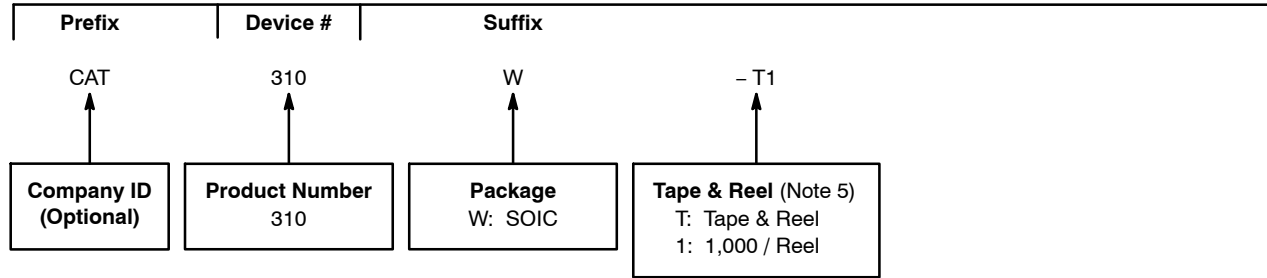 Prefix Device # Suffix
CAT 310 W – T1
Company ID
(Optional)
Product Number
310
Package
W: SOIC
Tape & Reel (Note 5)
T: Tape & Reel
1: 1,000 / Reel